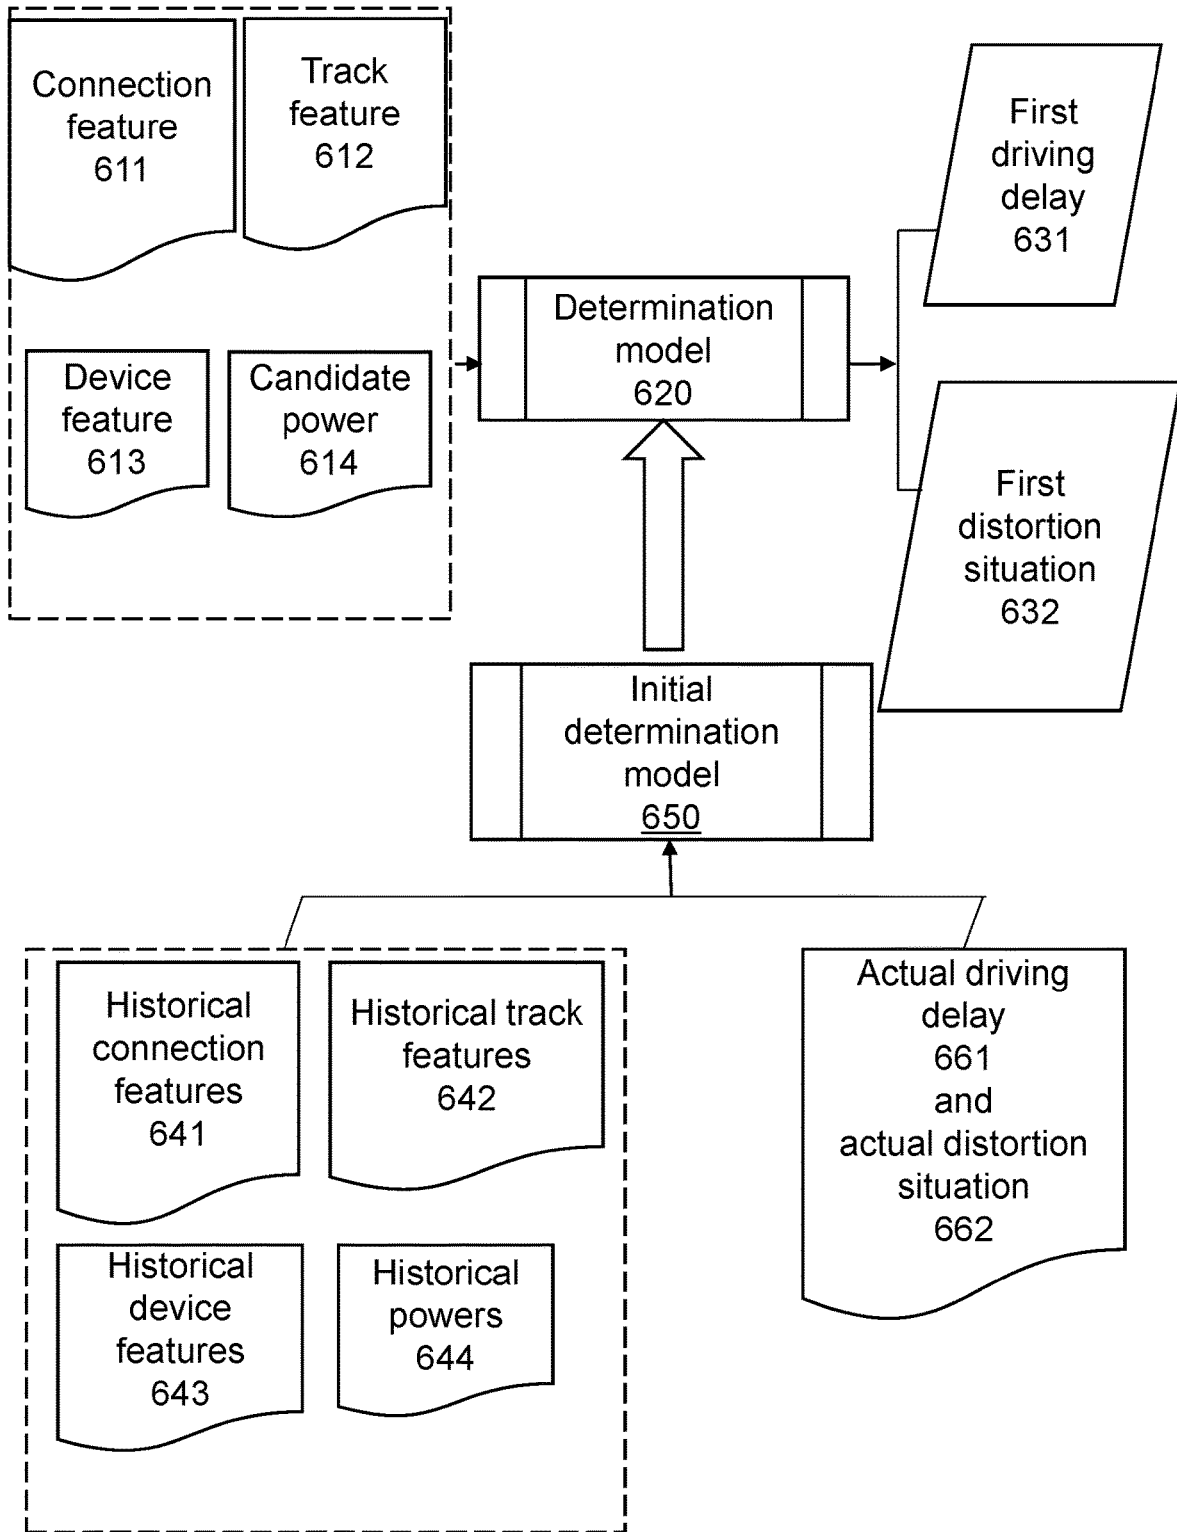 Connection
feature
611
Track
feature
612
Device
feature
613
Candidate
power
614
Determination
model
620
First
driving
delay
631
First
distortion
situation
632
Initial
determination
model
650
Historical
connection
features
641
Historical track
features
642
Historical
device
features
643
Historical
powers
644
Actual driving
delay
661
and
actual distortion
situation
662